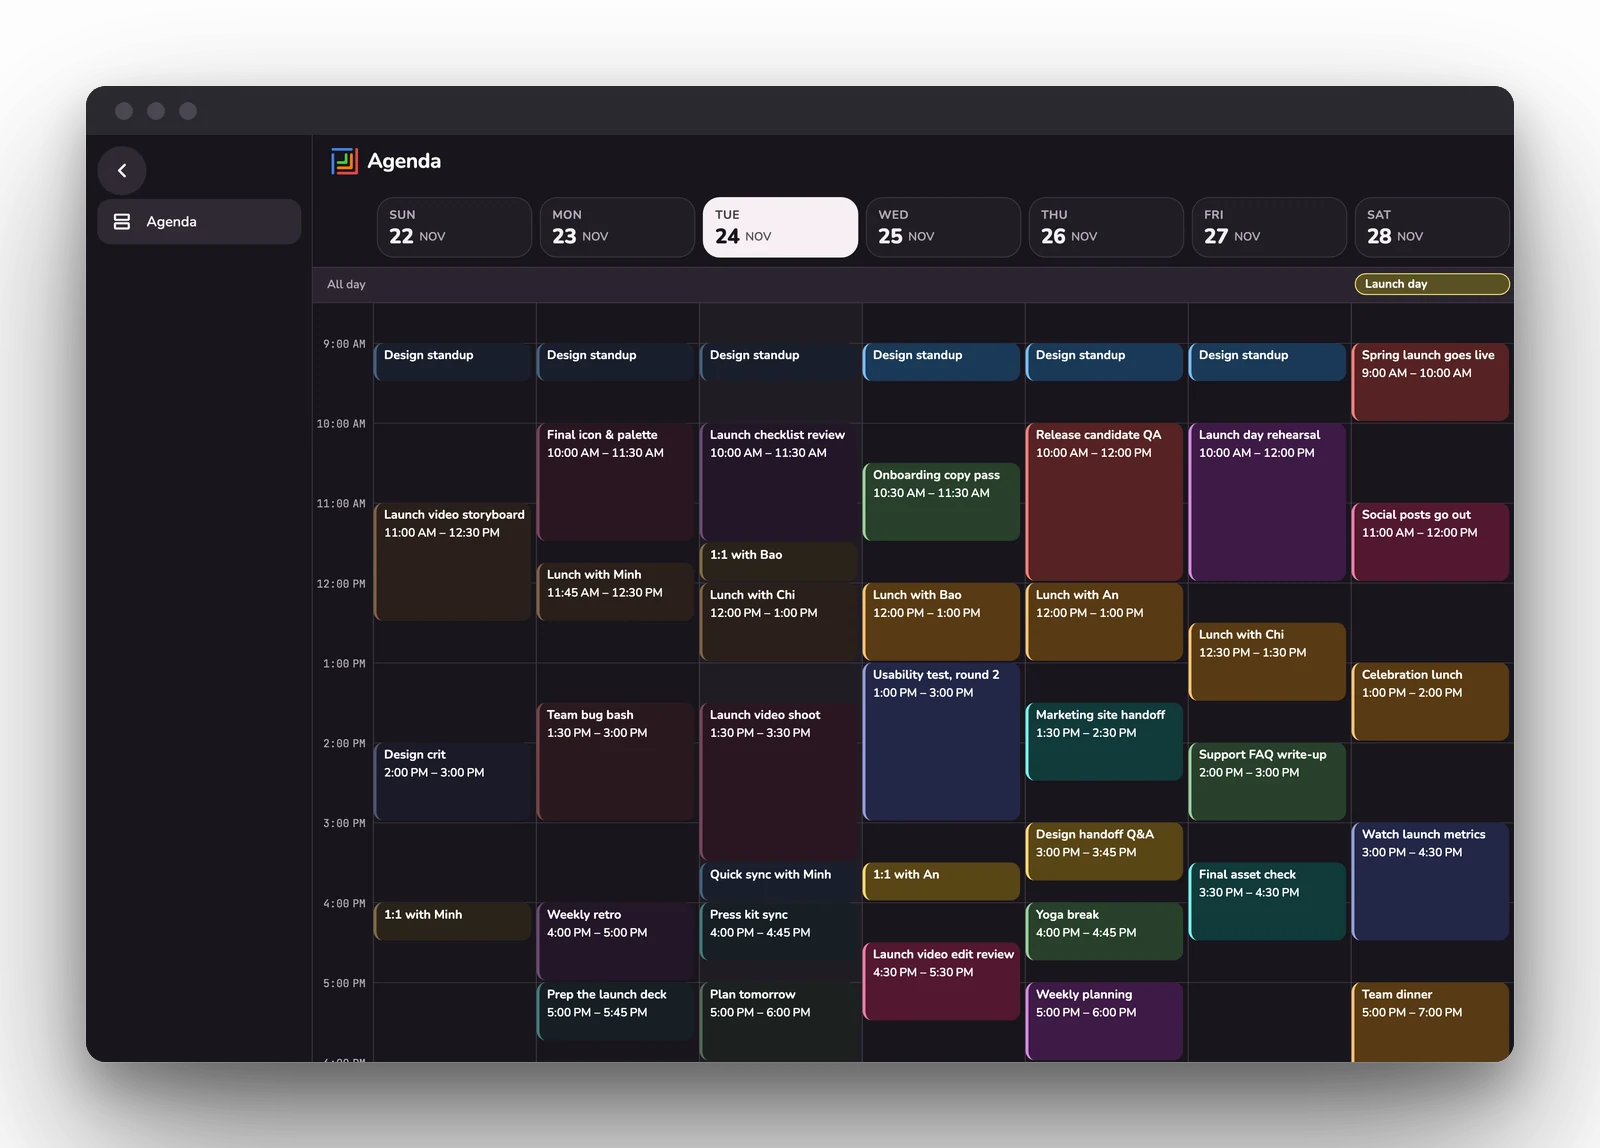 Agenda
Agenda
SUN
22 NOV
MON
23 NOV
TUE
24 NOV
WED
25 NOV
THU
26 NOV
FRI
27 NOV
SAT
28 NOV
All day
Launch day
9:00 AM
10:00 AM
11:00 AM
12:00 PM
1:00 PM
2:00 PM
3:00 PM
4:00 PM
5:00 PM
Design standup
Launch video storyboard
11:00 AM – 12:30 PM
Design crit
2:00 PM – 3:00 PM
1:1 with Minh
Design standup
Final icon & palette
10:00 AM – 11:30 AM
Lunch with Minh
11:45 AM – 12:30 PM
Team bug bash
1:30 PM – 3:00 PM
Weekly retro
4:00 PM – 5:00 PM
Prep the launch deck
5:00 PM – 5:45 PM
Design standup
Launch checklist review
10:00 AM – 11:30 AM
1:1 with Bao
Lunch with Chi
12:00 PM – 1:00 PM
Launch video shoot
1:30 PM – 3:30 PM
Quick sync with Minh
Press kit sync
4:00 PM – 4:45 PM
Plan tomorrow
5:00 PM – 6:00 PM
Design standup
Onboarding copy pass
10:30 AM – 11:30 AM
Lunch with Bao
12:00 PM – 1:00 PM
Usability test, round 2
1:00 PM – 3:00 PM
1:1 with An
Launch video edit review
4:30 PM – 5:30 PM
Design standup
Release candidate QA
10:00 AM – 12:00 PM
Lunch with An
12:00 PM – 1:00 PM
Marketing site handoff
1:30 PM – 2:30 PM
Design handoff Q&A
3:00 PM – 3:45 PM
Yoga break
4:00 PM – 4:45 PM
Weekly planning
5:00 PM – 6:00 PM
Design standup
Launch day rehearsal
10:00 AM – 12:00 PM
Lunch with Chi
12:30 PM – 1:30 PM
Support FAQ write-up
2:00 PM – 3:00 PM
Final asset check
3:30 PM – 4:30 PM
Spring launch goes live
9:00 AM – 10:00 AM
Social posts go out
11:00 AM – 12:00 PM
Celebration lunch
1:00 PM – 2:00 PM
Watch launch metrics
3:00 PM – 4:30 PM
Team dinner
5:00 PM – 7:00 PM